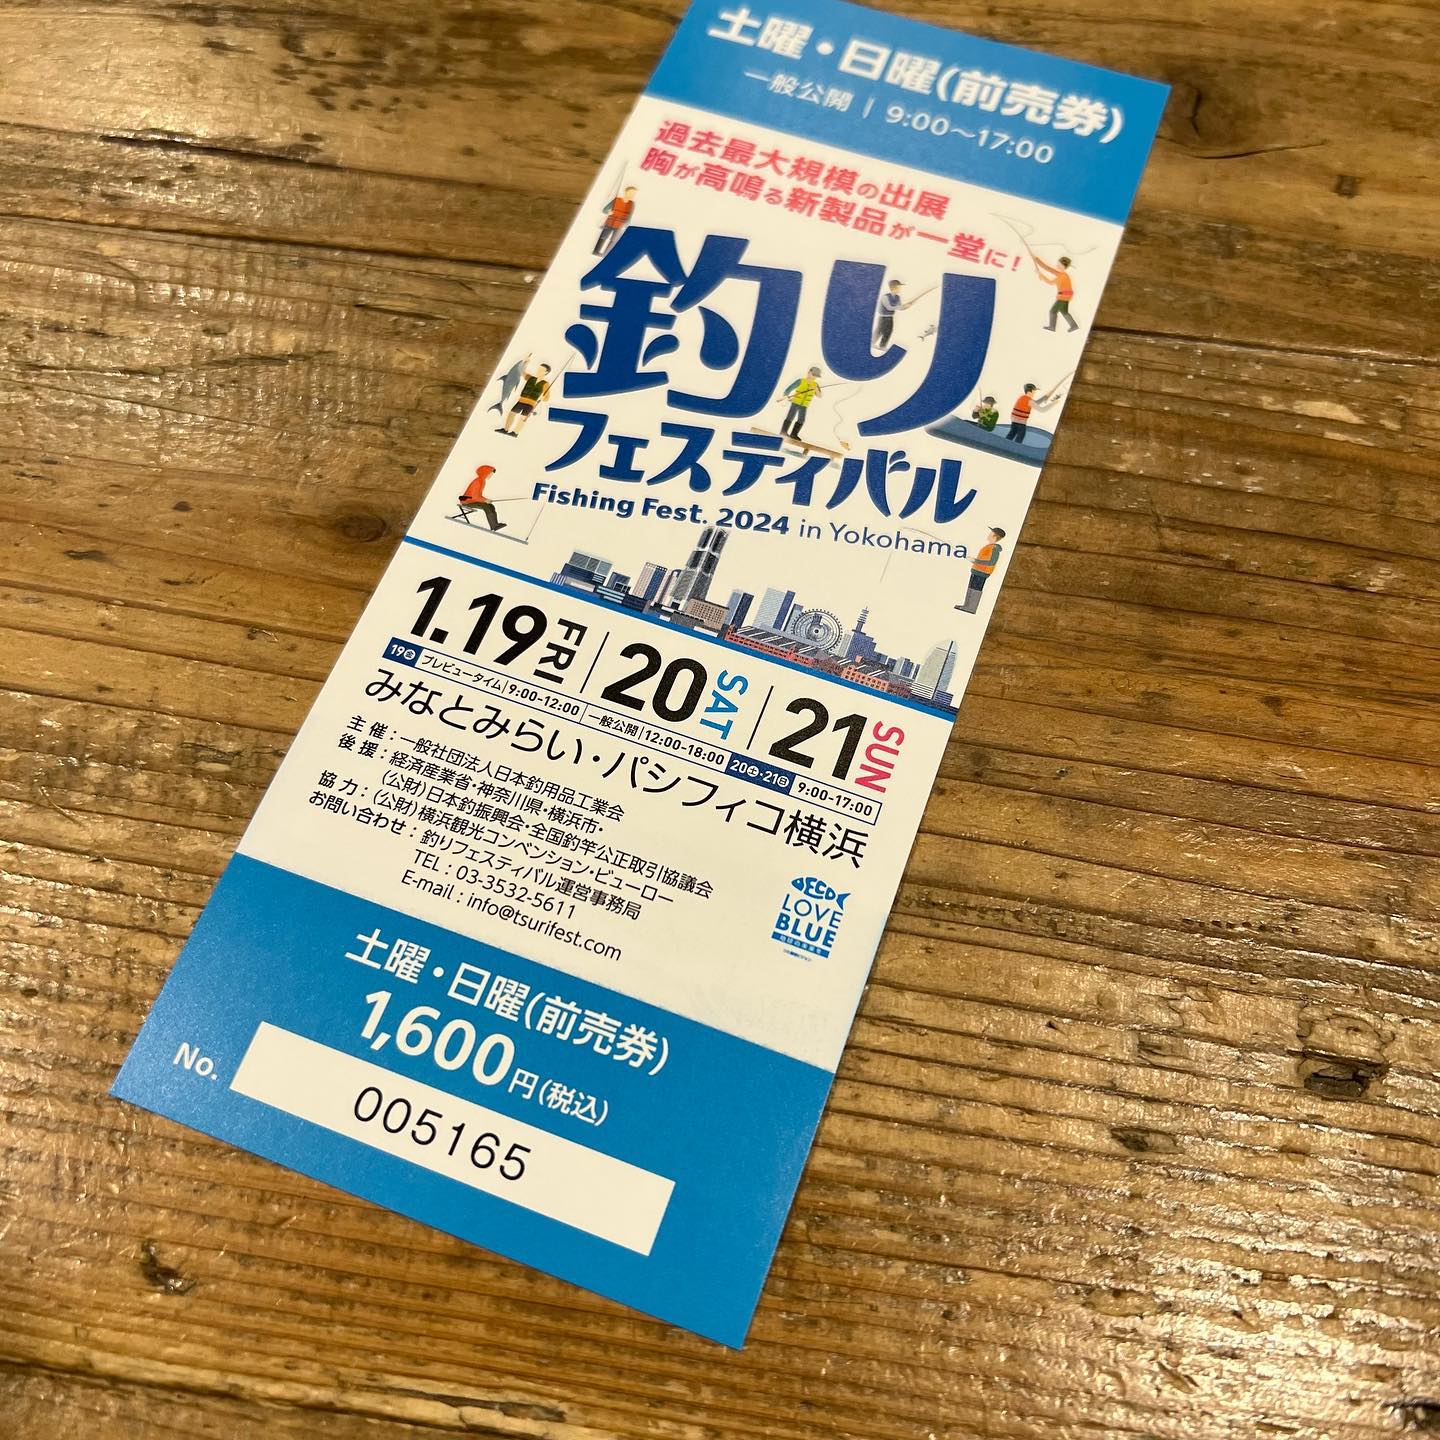 土曜・日曜(前売券)
一般公開 | 9:00〜17:00
過去最大規模の出展
胸が高鳴る新製品が一堂に!
釣り
フェスティバル
Fishing Fest. 2024 in Yokohama
1.19 FRI 20 SAT 21 SUN
19金 プレビュータイム 9:00-12:00 一般公開 12:00-18:00 20土・21日 9:00-17:00
みなとみらい・パシフィコ横浜
主催:一般社団法人日本釣用品工業会
後援:経済産業省・神奈川県・横浜市・
(公財)日本釣振興会・全国釣竿公正取引協議会
協力:(公財)横浜観光コンベンション・ビューロー
お問い合わせ:釣りフェスティバル運営事務局
TEL:03-3532-5611
E-mail:info@tsurifest.com
ECO
LOVE
BLUE
土曜・日曜(前売券)
1,600円(税込)
No. 005165